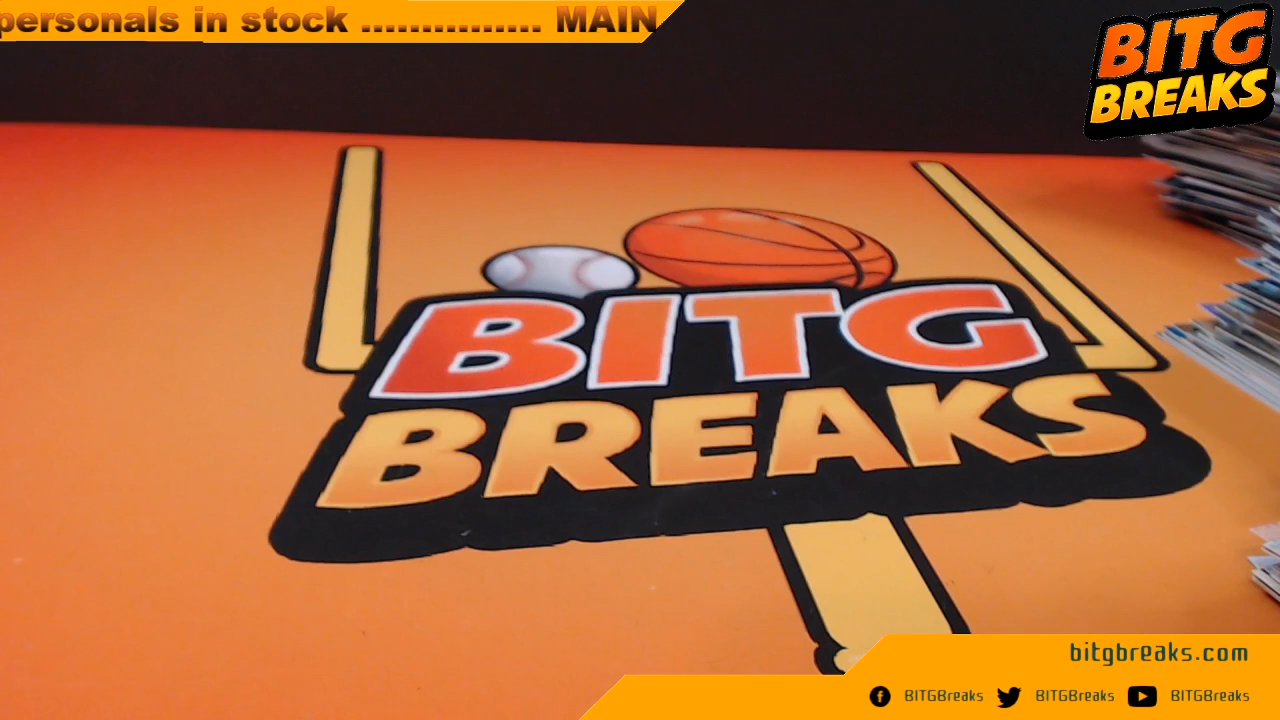 personals in stock ............... MAIN
BITG
BREAKS
BITG
BREAKS
bitgbreaks.com
BITGBreaks BITGBreaks BITGBreaks